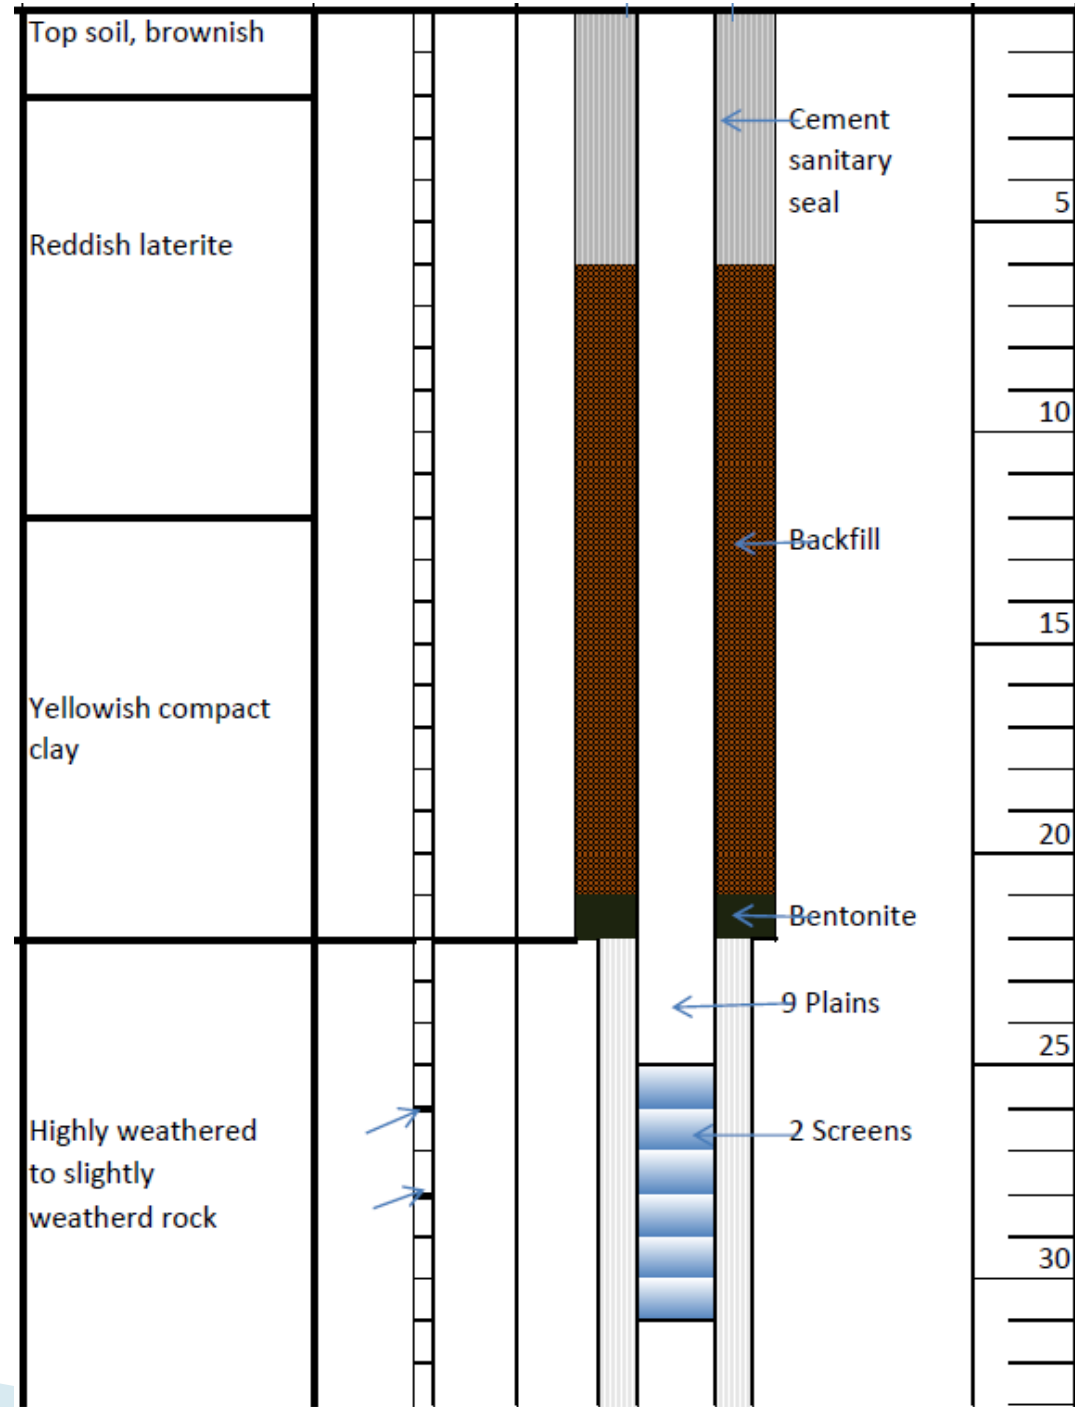 Top soil, brownish
Cement
sanitary
seal
5
Reddish laterite
10
Backfill
15
Yellowish compact
clay
20
Bentonite
9 Plains
25
Highly weathered
to slightly
weatherd rock
2 Screens
30